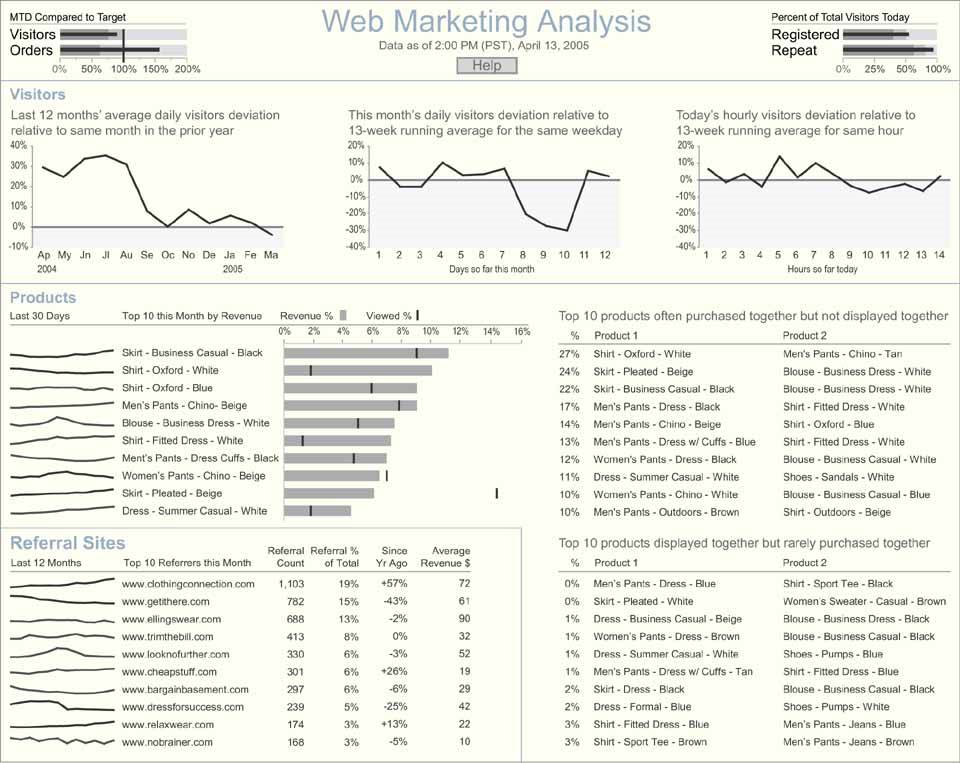 MTD Compared to Target
Visitors
Orders
0% 50% 100% 150% 200%
Web Marketing Analysis
Data as of 2:00 PM (PST), April 13, 2005
Help
Percent of Total Visitors Today
Registered
Repeat
0% 25% 50% 100%
Visitors
Last 12 months' average daily visitors deviation
relative to same month in the prior year
40%
30%
20%
10%
0%
-10%
Ap My Jn Jl Au Se Oc No De Ja Fe Ma
2004 2005
This month's daily visitors deviation relative to
13-week running average for the same weekday
20%
10%
0%
-10%
-20%
-30%
-40%
1 2 3 4 5 6 7 8 9 10 11 12
Days so far this month
Today's hourly visitors deviation relative to
13-week running average for same hour
20%
10%
0%
-10%
-20%
-30%
-40%
1 2 3 4 5 6 7 8 9 10 11 12 13 14
Hours so far today
Products
Last 30 Days Top 10 this Month by Revenue Revenue % Viewed %
0% 2% 4% 6% 8% 10% 12% 14% 16%
Skirt - Business Casual - Black
Shirt - Oxford - White
Shirt - Oxford - Blue
Men's Pants - Chino- Beige
Blouse - Business Dress - White
Shirt - Fitted Dress - White
Ment's Pants - Dress Cuffs - Black
Women's Pants - Chino - Beige
Skirt - Pleated - Beige
Dress - Summer Casual - White
Top 10 products often purchased together but not displayed together
% Product 1 Product 2
27% Shirt - Oxford - White Men's Pants - Chino - Tan
24% Skirt - Pleated - Beige Blouse - Business Dress - White
22% Skirt - Business Casual - Black Blouse - Business Dress - White
17% Men's Pants - Dress - Black Shirt - Fitted Dress - White
14% Men's Pants - Chino - Beige Shirt - Oxford - Blue
13% Men's Pants - Dress w/ Cuffs - Blue Shirt - Fitted Dress - White
12% Women's Pants - Dress - Black Blouse - Business Casual - White
11% Dress - Summer Casual - White Shoes - Sandals - White
10% Women's Pants - Chino - White Blouse - Business Casual - Blue
10% Men's Pants - Outdoors - Brown Shirt - Outdoors - Beige
Referral Sites
Last 12 Months Top 10 Referrers this Month Referral Count Referral % of Total Since Yr Ago Average Revenue $
www.clothingconnection.com 1,103 19% +57% 72
www.getithere.com 782 15% -43% 61
www.ellingswear.com 688 13% -2% 90
www.trimthebill.com 413 8% 0% 32
www.looknofurther.com 330 6% -3% 52
www.cheapstuff.com 301 6% +26% 19
www.bargainbasement.com 297 6% -6% 29
www.dressforsuccess.com 239 5% -25% 42
www.relaxwear.com 174 3% +13% 22
www.nobrainer.com 168 3% -5% 10
Top 10 products displayed together but rarely purchased together
% Product 1 Product 2
0% Men's Pants - Dress - Blue Shirt - Sport Tee - Black
0% Skirt - Pleated - White Women's Sweater - Casual - Brown
1% Dress - Business Casual - Beige Blouse - Business Dress - Black
1% Women's Pants - Dress - Brown Blouse - Business Casual - Black
1% Dress - Summer Casual - White Shoes - Pumps - Blue
1% Men's Pants - Dress w/ Cuffs - Tan Shirt - Fitted Dress - Blue
2% Skirt - Dress - Black Blouse - Business Casual - Black
2% Dress - Formal - Blue Shoes - Pumps - White
3% Shirt - Fitted Dress - Blue Men's Pants - Jeans - Blue
3% Shirt - Sport Tee - Brown Men's Pants - Jeans - Brown